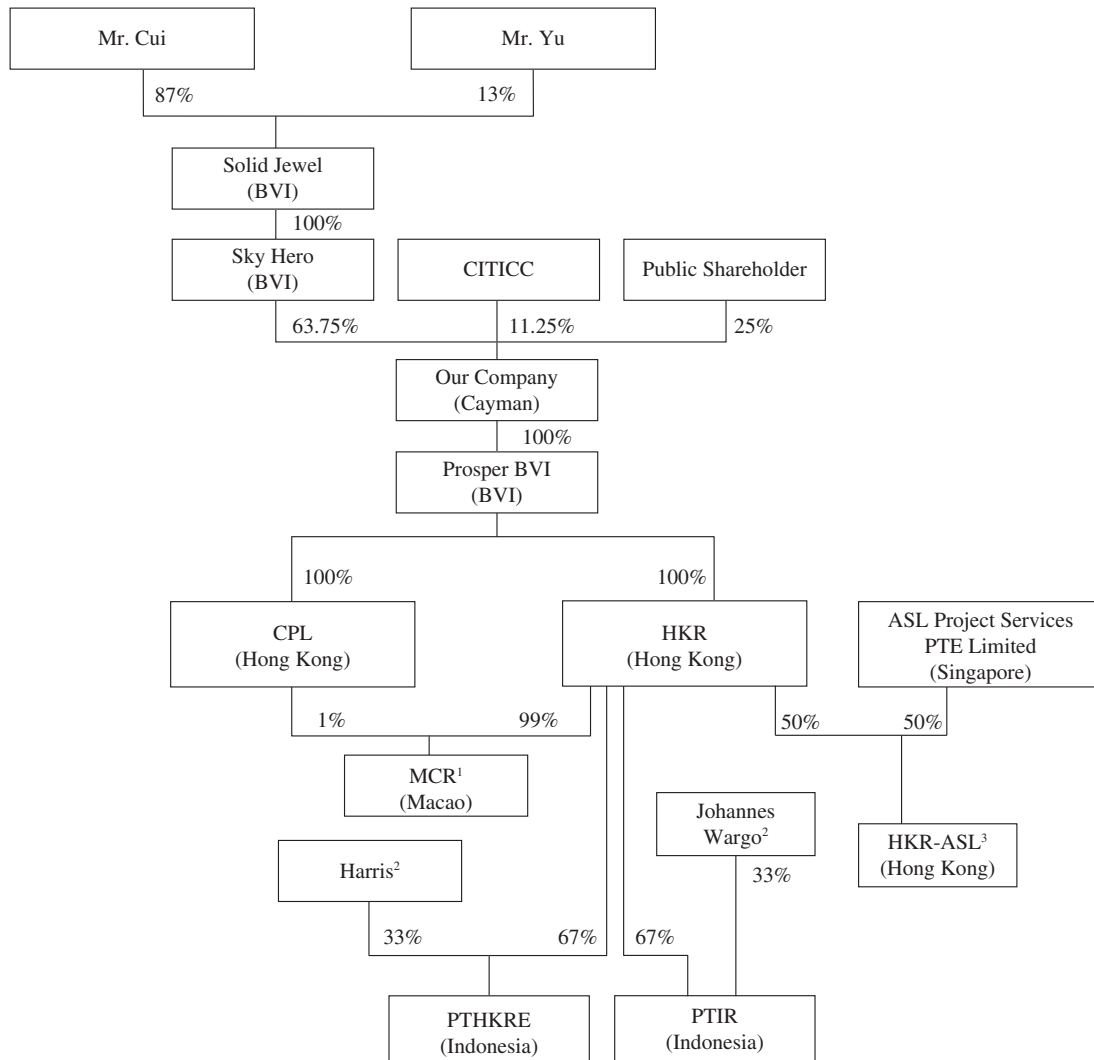 Mr. Cui
Mr. Yu
87%
13%
Solid Jewel
(BVI)
100%
Sky Hero
(BVI)
CITICC
Public Shareholder
63.75%
11.25%
25%
Our Company
(Cayman)
100%
Prosper BVI
(BVI)
100%
100%
CPL
(Hong Kong)
HKR
(Hong Kong)
ASL Project Services
PTE Limited
(Singapore)
1%
99%
50%
50%
MCR¹
(Macao)
Johannes
Wargo²
HKR-ASL³
(Hong Kong)
Harris²
33%
33%
67%
67%
PTHKRE
(Indonesia)
PTIR
(Indonesia)